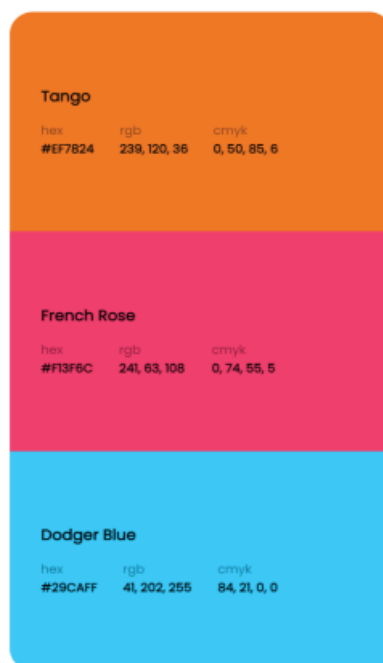 Tango
hex rgb cmyk
#EF7824 239, 120, 36 0, 50, 85, 6
French Rose
hex rgb cmyk
#F13F6C 241, 63, 108 0, 74, 55, 5
Dodger Blue
hex rgb cmyk
#29CAFF 41, 202, 255 84, 21, 0, 0